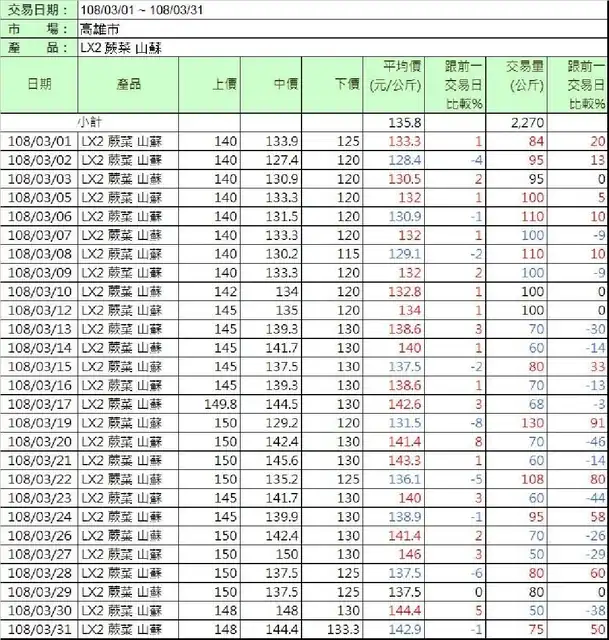 交易日期： 108/03/01 ~ 108/03/31
市 場： 高雄市
產 品： LX2 蕨菜 山蘇
日期 產品 上價 中價 下價 平均價(元/公斤) 跟前一交易日比較% 交易量(公斤) 跟前一交易日比較%
小計 135.8 2,270
108/03/01 LX2 蕨菜 山蘇 140 133.9 125 133.3 1 84 20
108/03/02 LX2 蕨菜 山蘇 140 127.4 120 128.4 -4 95 13
108/03/03 LX2 蕨菜 山蘇 140 130.9 120 130.5 2 95 0
108/03/05 LX2 蕨菜 山蘇 140 133.3 120 132 1 100 5
108/03/06 LX2 蕨菜 山蘇 140 131.5 120 130.9 -1 110 10
108/03/07 LX2 蕨菜 山蘇 140 133.3 120 132 1 100 -9
108/03/08 LX2 蕨菜 山蘇 140 130.2 115 129.1 -2 110 10
108/03/09 LX2 蕨菜 山蘇 140 133.3 120 132 2 100 -9
108/03/10 LX2 蕨菜 山蘇 142 134 120 132.8 1 100 0
108/03/12 LX2 蕨菜 山蘇 145 135 120 134 1 100 0
108/03/13 LX2 蕨菜 山蘇 145 139.3 130 138.6 3 70 -30
108/03/14 LX2 蕨菜 山蘇 145 141.7 130 140 1 60 -14
108/03/15 LX2 蕨菜 山蘇 145 137.5 130 137.5 -2 80 33
108/03/16 LX2 蕨菜 山蘇 145 139.3 130 138.6 1 70 -13
108/03/17 LX2 蕨菜 山蘇 149.8 144.5 130 142.6 3 68 -3
108/03/19 LX2 蕨菜 山蘇 150 129.2 120 131.5 -8 130 91
108/03/20 LX2 蕨菜 山蘇 150 142.4 130 141.4 8 70 -46
108/03/21 LX2 蕨菜 山蘇 150 145.6 130 143.3 1 60 -14
108/03/22 LX2 蕨菜 山蘇 150 135.2 125 136.1 -5 108 80
108/03/23 LX2 蕨菜 山蘇 145 141.7 130 140 3 60 -44
108/03/24 LX2 蕨菜 山蘇 145 139.9 130 138.9 -1 95 58
108/03/26 LX2 蕨菜 山蘇 150 142.4 130 141.4 2 70 -26
108/03/27 LX2 蕨菜 山蘇 150 150 130 146 3 50 -29
108/03/28 LX2 蕨菜 山蘇 150 137.5 125 137.5 -6 80 60
108/03/29 LX2 蕨菜 山蘇 150 137.5 125 137.5 0 80 0
108/03/30 LX2 蕨菜 山蘇 148 148 130 144.4 5 50 -38
108/03/31 LX2 蕨菜 山蘇 148 144.4 133.3 142.9 -1 75 50